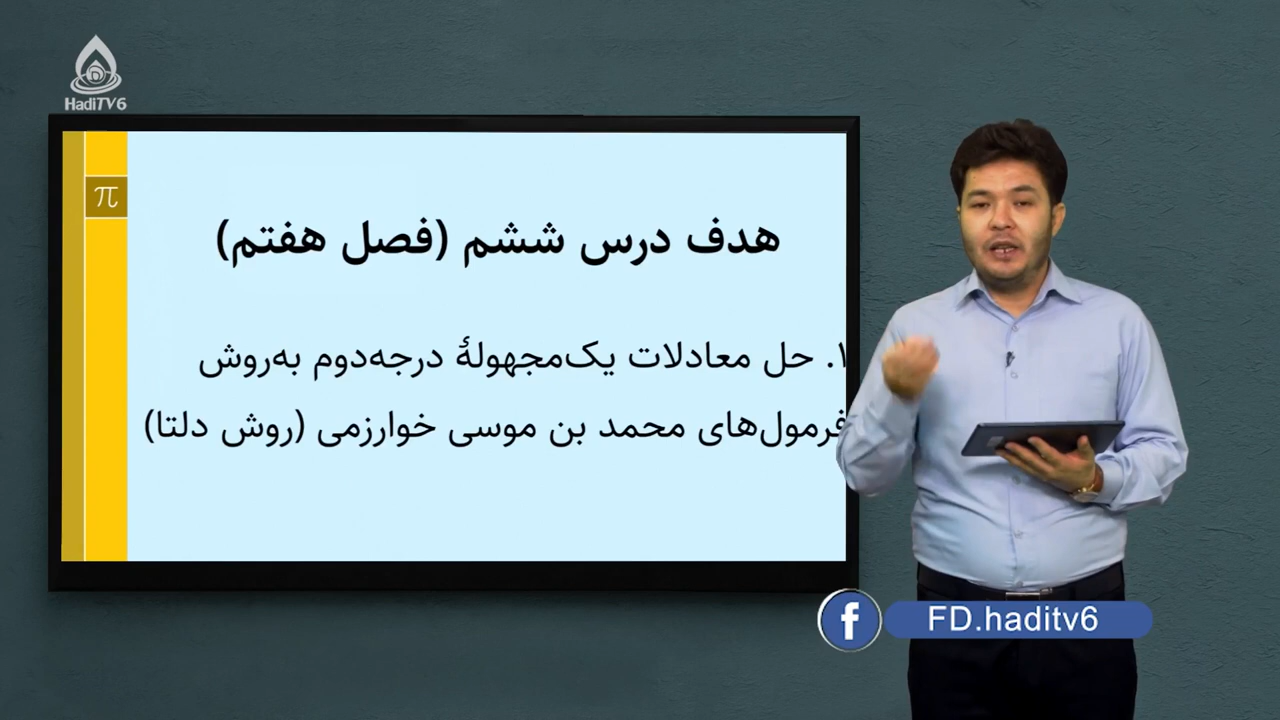 HadiTV6
π
هدف درس ششم (فصل هفتم)
۱. حل معادلات یک‌مجهولهٔ درجه‌دوم به‌روش
فرمول‌های محمد بن موسی خوارزمی (روش دلتا)
f FD.haditv6